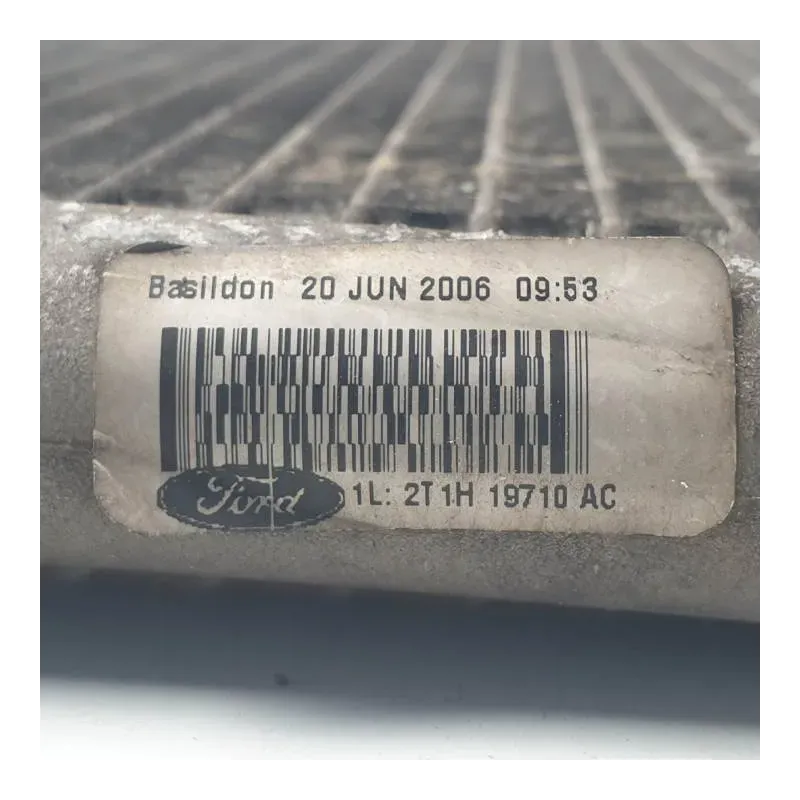 Basildon 20 JUN 2006 09:53
Ford 1L: 2T1H 19710 AC